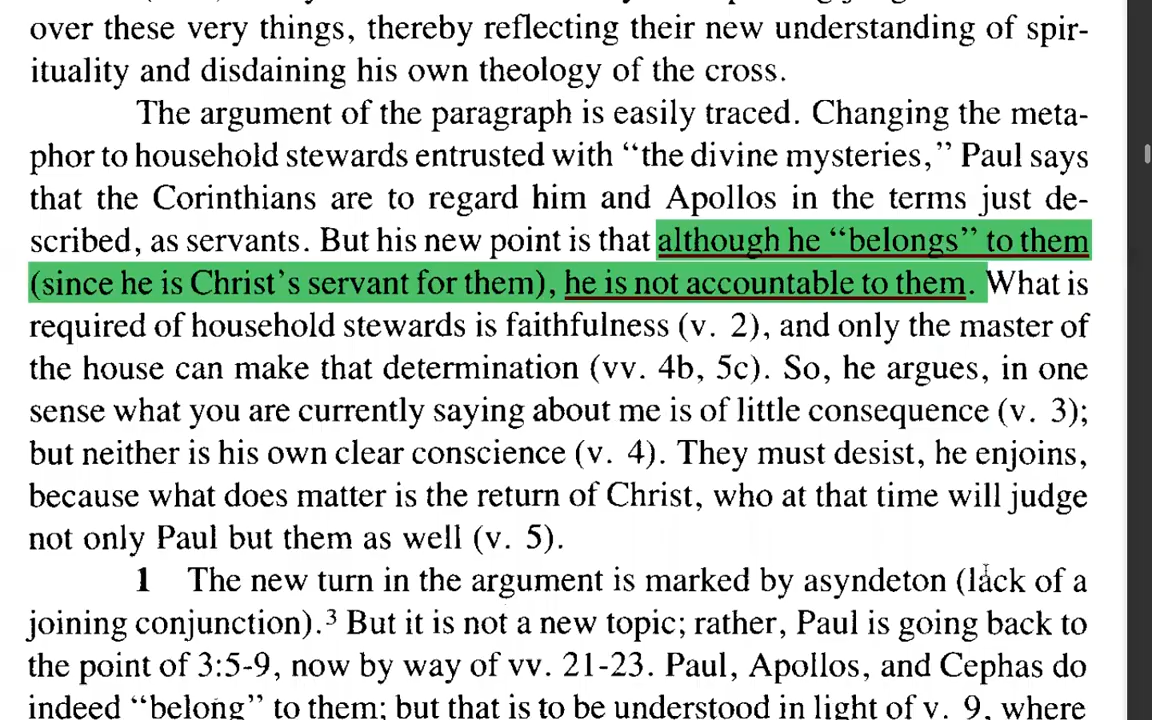 over these very things, thereby reflecting their new understanding of spir-
ituality and disdaining his own theology of the cross.
The argument of the paragraph is easily traced. Changing the meta-
phor to household stewards entrusted with “the divine mysteries,” Paul says
that the Corinthians are to regard him and Apollos in the terms just de-
scribed, as servants. But his new point is that although he “belongs” to them
(since he is Christ’s servant for them), he is not accountable to them. What is
required of household stewards is faithfulness (v. 2), and only the master of
the house can make that determination (vv. 4b, 5c). So, he argues, in one
sense what you are currently saying about me is of little consequence (v. 3);
but neither is his own clear conscience (v. 4). They must desist, he enjoins,
because what does matter is the return of Christ, who at that time will judge
not only Paul but them as well (v. 5).
1 The new turn in the argument is marked by asyndeton (lack of a
joining conjunction).³ But it is not a new topic; rather, Paul is going back to
the point of 3:5-9, now by way of vv. 21-23. Paul, Apollos, and Cephas do
indeed “belong” to them; but that is to be understood in light of v. 9, where